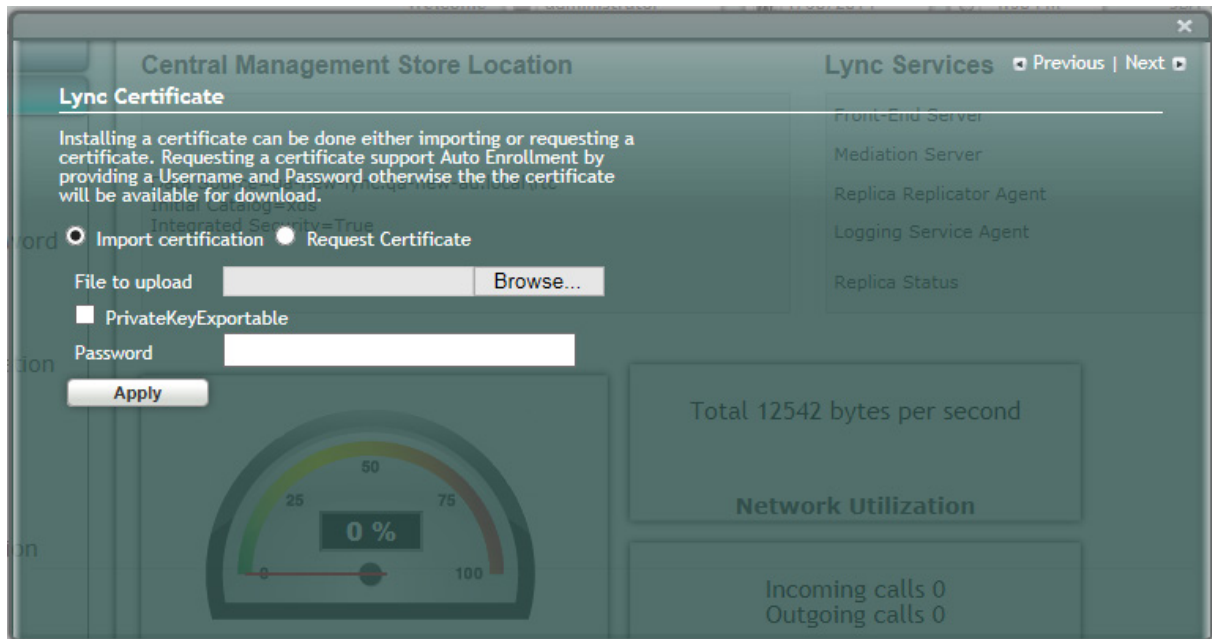 Central Management Store Location
Lync Services
Previous | Next
Lync Certificate
Front-End Server
Installing a certificate can be done either importing or requesting a
certificate. Requesting a certificate support Auto Enrollment by
providing a Username and Password otherwise the the certificate
will be available for download.
Initial Catalog=xds
Integrated Security=True
Mediation Server
Replica Replicator Agent
Logging Service Agent
Replica Status
Import certification Request Certificate
File to upload Browse...
PrivateKeyExportable
Password
Apply
0 %
0 25 50 75 100
Total 12542 bytes per second
Network Utilization
Incoming calls 0
Outgoing calls 0